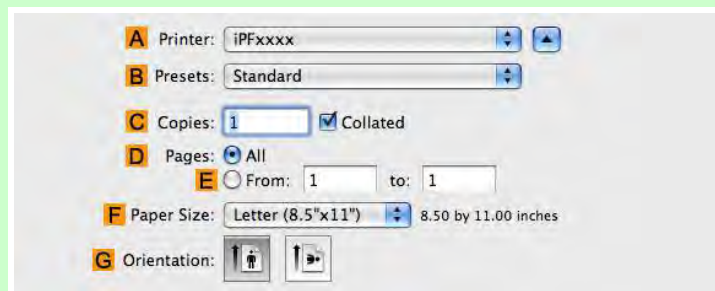 A Printer: iPFxxxx
B Presets: Standard
C Copies: 1 Collated
D Pages: All
E From: 1 to: 1
F Paper Size: Letter (8.5"x11") 8.50 by 11.00 inches
G Orientation: